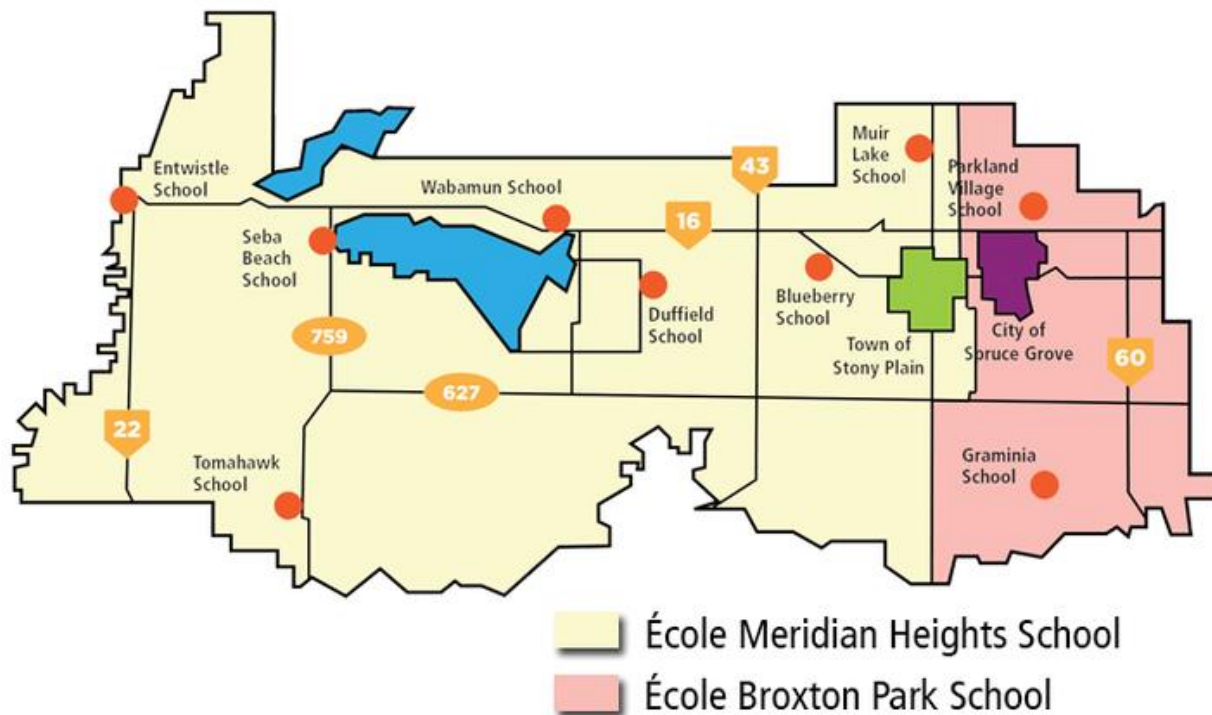 Entwistle
School
Wabamun School
43
Muir
Lake
School
Parkland
Village
School
Seba
Beach
School
16
Duffield
School
Blueberry
School
Town of
Stony Plain
City of
Spruce Grove
759
627
60
22
Tomahawk
School
Graminia
School
École Meridian Heights School
École Broxton Park School